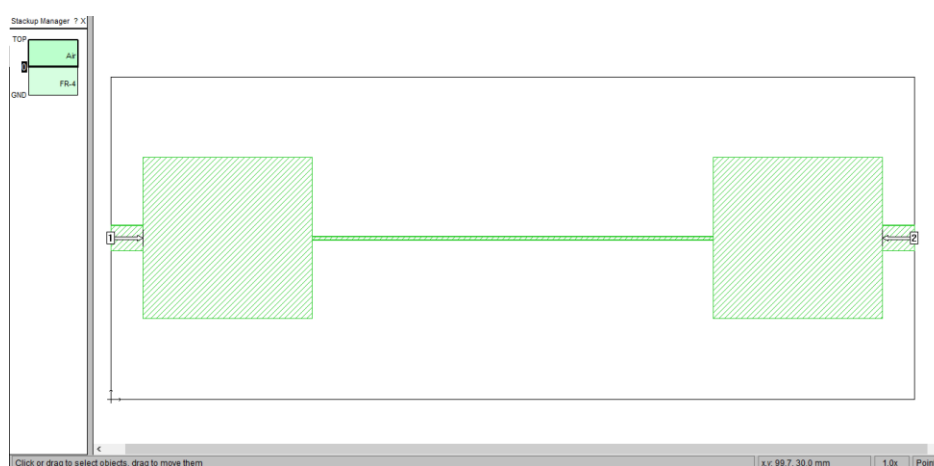 Stackup Manager ? X
TOP
Air
0
FR-4
GND
1
2
<
Click or drag to select objects, drag to move them
x,y: 99.7, 30.0 mm
1.0x
Poin